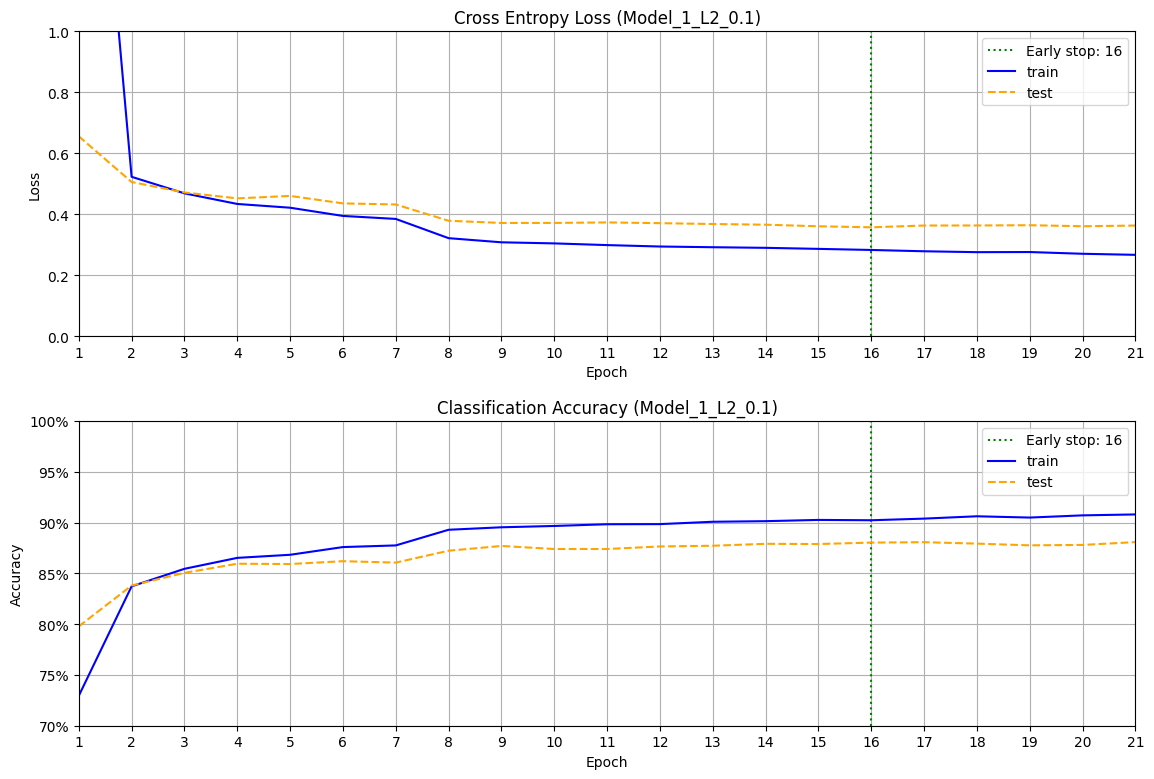 Cross Entropy Loss (Model_1_L2_0.1)
1.0
0.8
0.6
0.4
0.2
0.0
Loss
Early stop: 16
train
test
1 2 3 4 5 6 7 8 9 10 11 12 13 14 15 16 17 18 19 20 21
Epoch
Classification Accuracy (Model_1_L2_0.1)
100%
95%
90%
85%
80%
75%
70%
Accuracy
Early stop: 16
train
test
1 2 3 4 5 6 7 8 9 10 11 12 13 14 15 16 17 18 19 20 21
Epoch